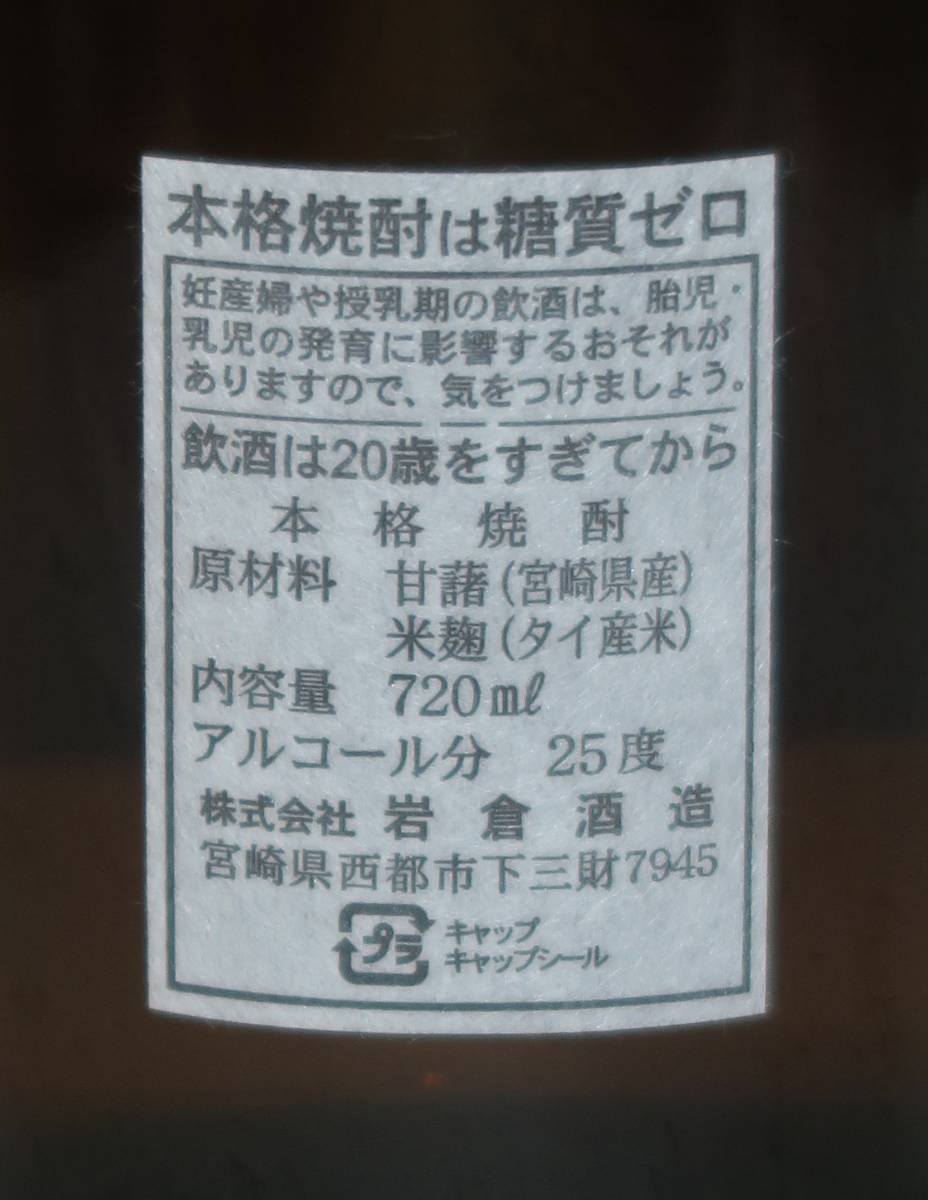 本格焼酎は糖質ゼロ
妊産婦や授乳期の飲酒は、胎児・
乳児の発育に影響するおそれが
ありますので、気をつけましょう。
飲酒は20歳をすぎてから
本格焼酎
原材料 甘藷(宮崎県産)
米麹(タイ産米)
内容量 720㎖
アルコール分 25度
株式会社 岩倉酒造
宮崎県西都市下三財7945
プラ
キャップ
キャップシール